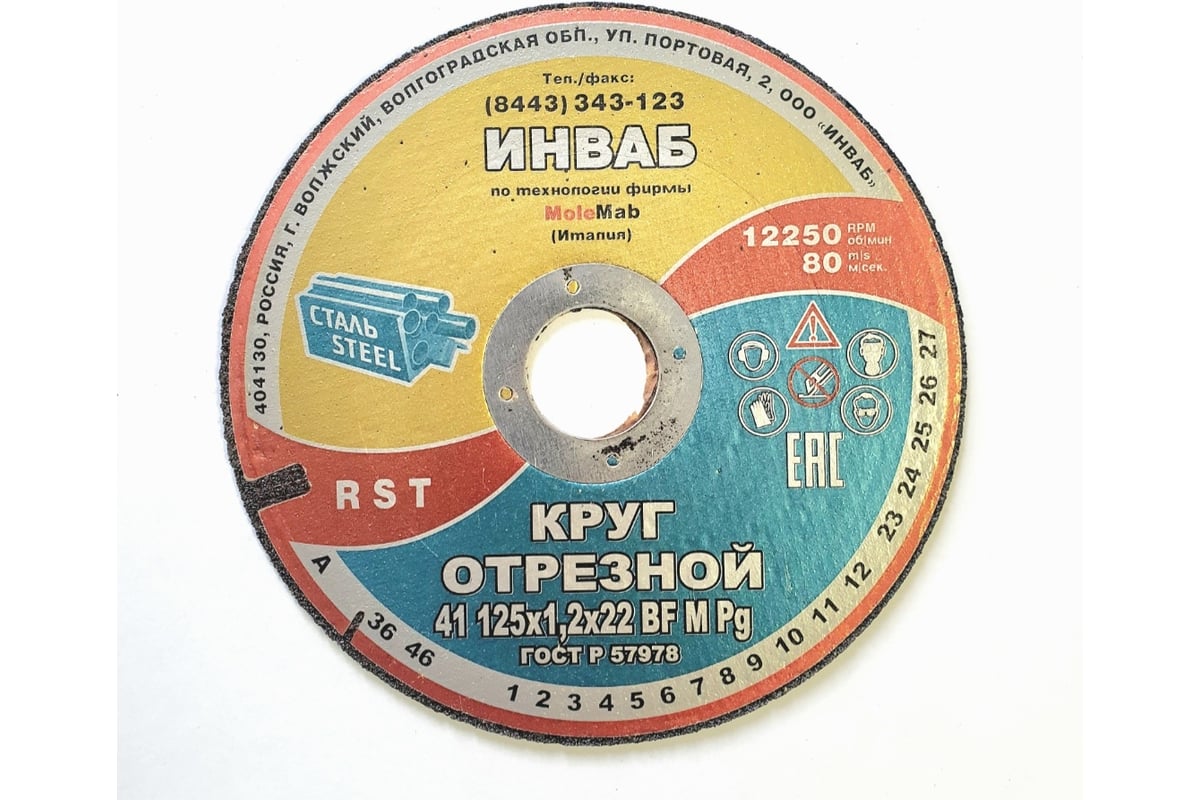 404130, РОССИЯ, Г. ВОЛЖСКИЙ, ВОЛГОГРАДСКАЯ ОБЛ., УЛ. ПОРТОВАЯ, 2, ООО «ИНВАБ»
Тел./факс:
(8443) 343-123
ИНВАБ
по технологии фирмы
MoleMab
(Италия)
12250 RPM об/мин
80 m/s м/сек.
СТАЛЬ
STEEL
RST
EAC
КРУГ
ОТРЕЗНОЙ
41 125x1,2x22 BF M Pg
ГОСТ Р 57978
A 36 46 1 2 3 4 5 6 7 8 9 10 11 12 23 24 25 26 27